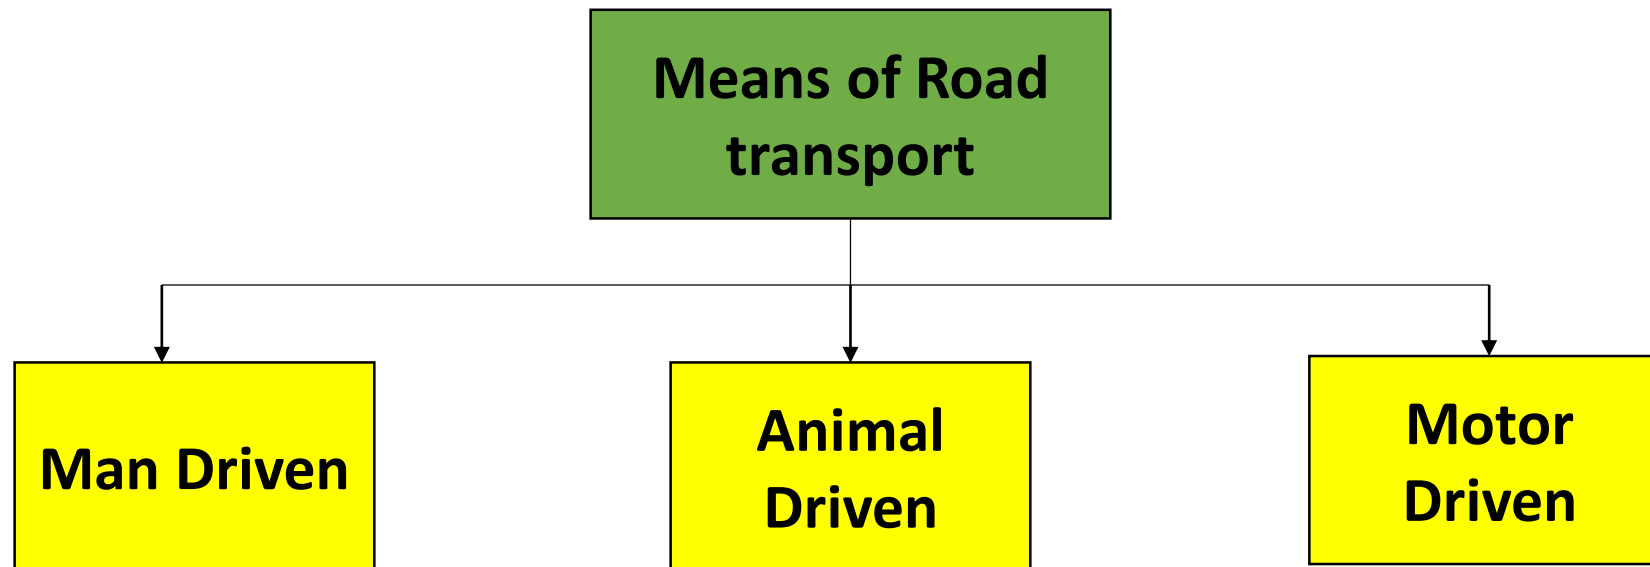 Means of Road
transport
Man Driven
Animal
Driven
Motor
Driven